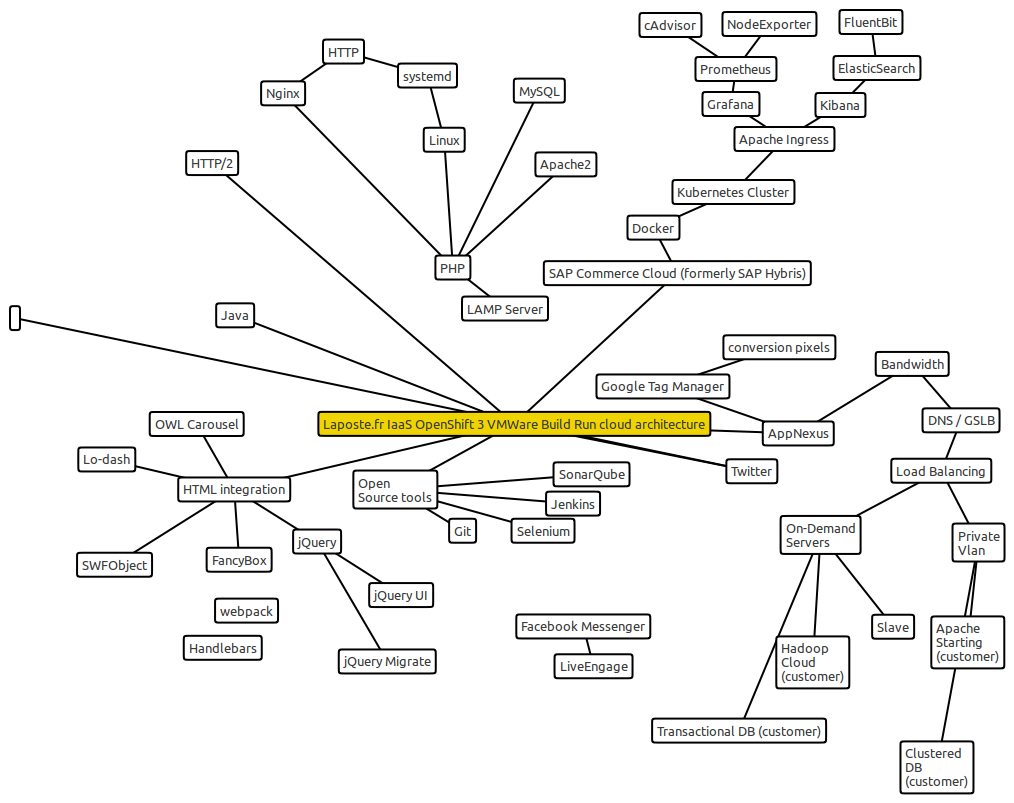 cAdvisor
NodeExporter
FluentBit
HTTP
Prometheus
ElasticSearch
systemd
Nginx
MySQL
Grafana
Kibana
Linux
Apache Ingress
HTTP/2
Apache2
Kubernetes Cluster
Docker
PHP
SAP Commerce Cloud (formerly SAP Hybris)
LAMP Server
Java
conversion pixels
Bandwidth
Google Tag Manager
OWL Carousel
Laposte.fr IaaS OpenShift 3 VMWare Build Run cloud architecture
AppNexus
DNS / GSLB
Lo-dash
HTML integration
Open
Source tools
SonarQube
Twitter
Load Balancing
Jenkins
Git
Selenium
On-Demand
Servers
Private
Vlan
jQuery
SWFObject
FancyBox
jQuery UI
webpack
Facebook Messenger
Slave
Apache
Starting
(customer)
Handlebars
jQuery Migrate
LiveEngage
Hadoop
Cloud
(customer)
Transactional DB (customer)
Clustered
DB
(customer)